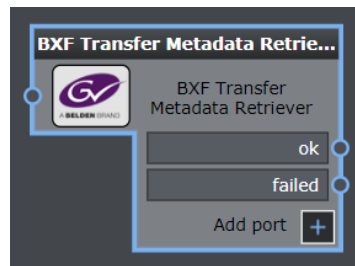 BXF Transfer Metadata Retrie...
GV
A BELDEN BRAND
BXF Transfer
Metadata Retriever
ok
failed
Add port +